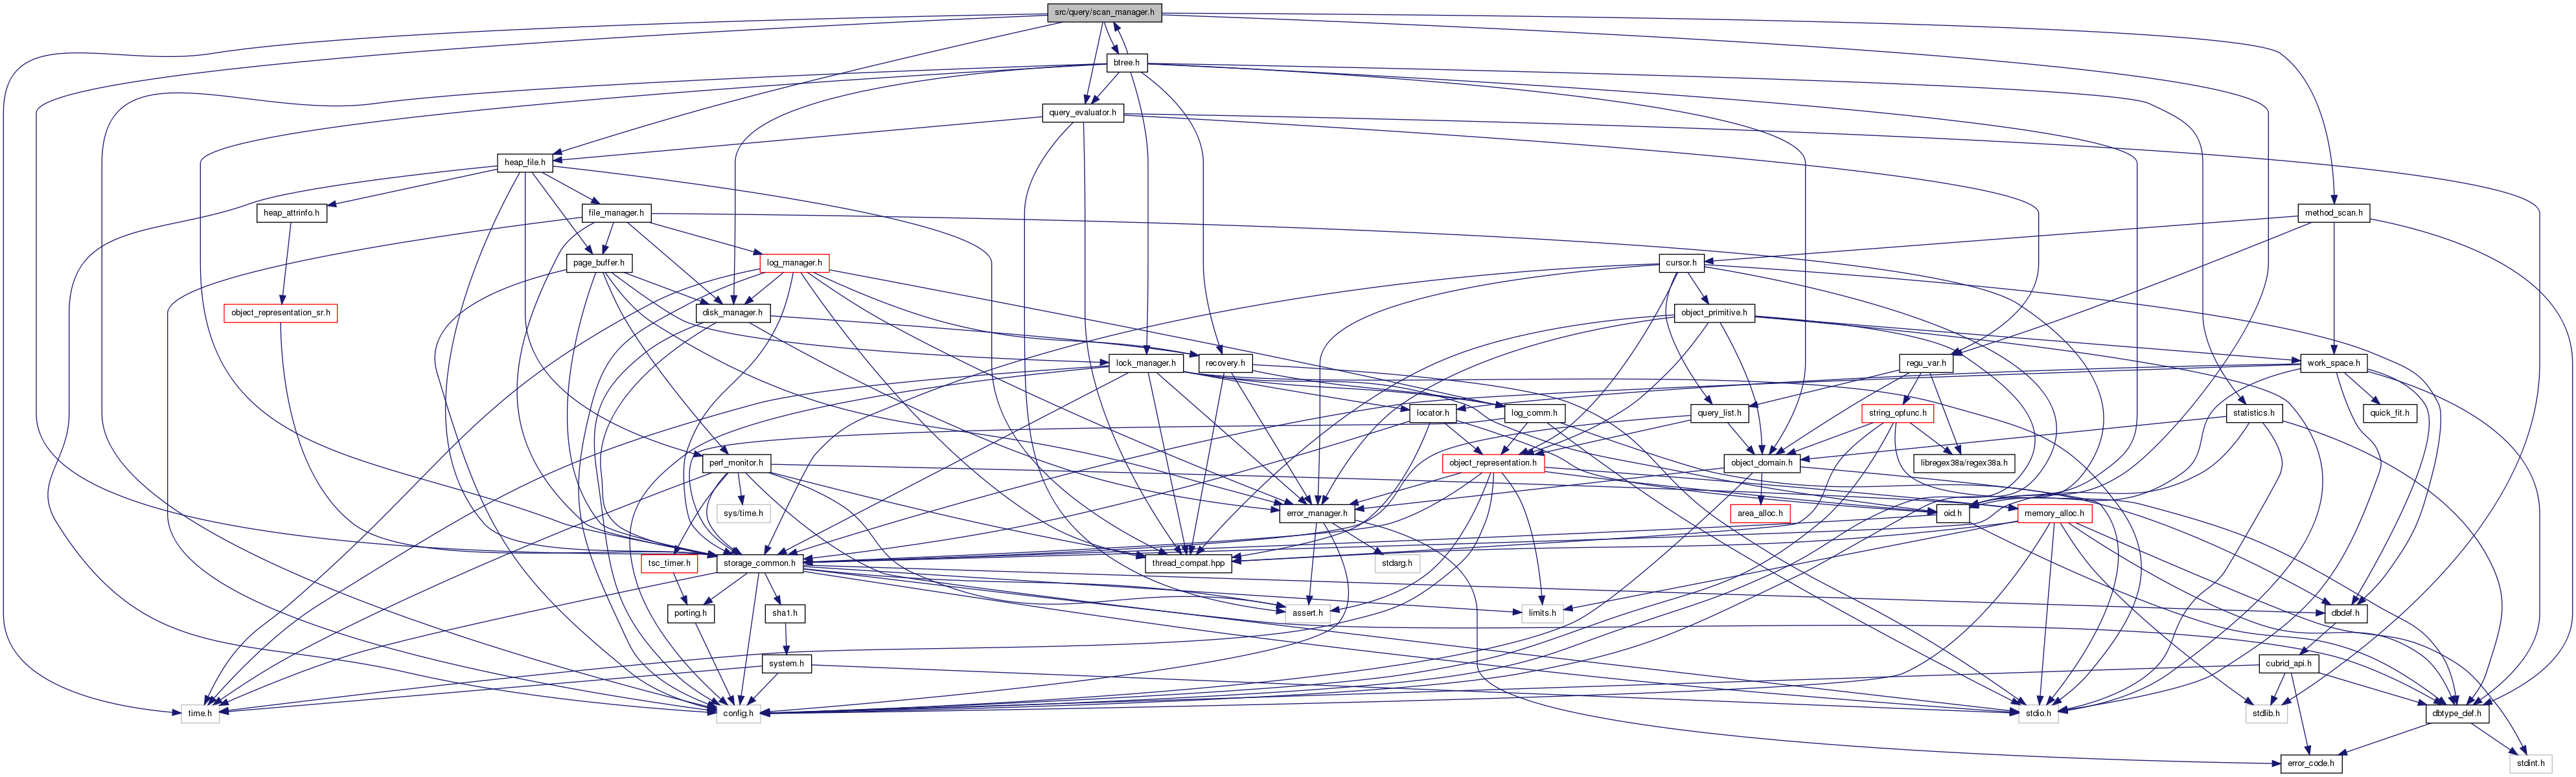 src/query/scan_manager.h
btree.h
query_evaluator.h
heap_file.h
heap_attrinfo.h
file_manager.h
method_scan.h
page_buffer.h
log_manager.h
cursor.h
object_representation_sr.h
disk_manager.h
object_primitive.h
lock_manager.h
recovery.h
regu_var.h
work_space.h
locator.h
log_comm.h
query_list.h
string_opfunc.h
statistics.h
quick_fit.h
perf_monitor.h
object_representation.h
object_domain.h
libregex38a/regex38a.h
sys/time.h
error_manager.h
area_alloc.h
oid.h
memory_alloc.h
tsc_timer.h
storage_common.h
thread_compat.hpp
stdarg.h
porting.h
sha1.h
assert.h
limits.h
dbdef.h
system.h
cubrid_api.h
time.h
config.h
stdio.h
stdlib.h
dbtype_def.h
error_code.h
stdint.h